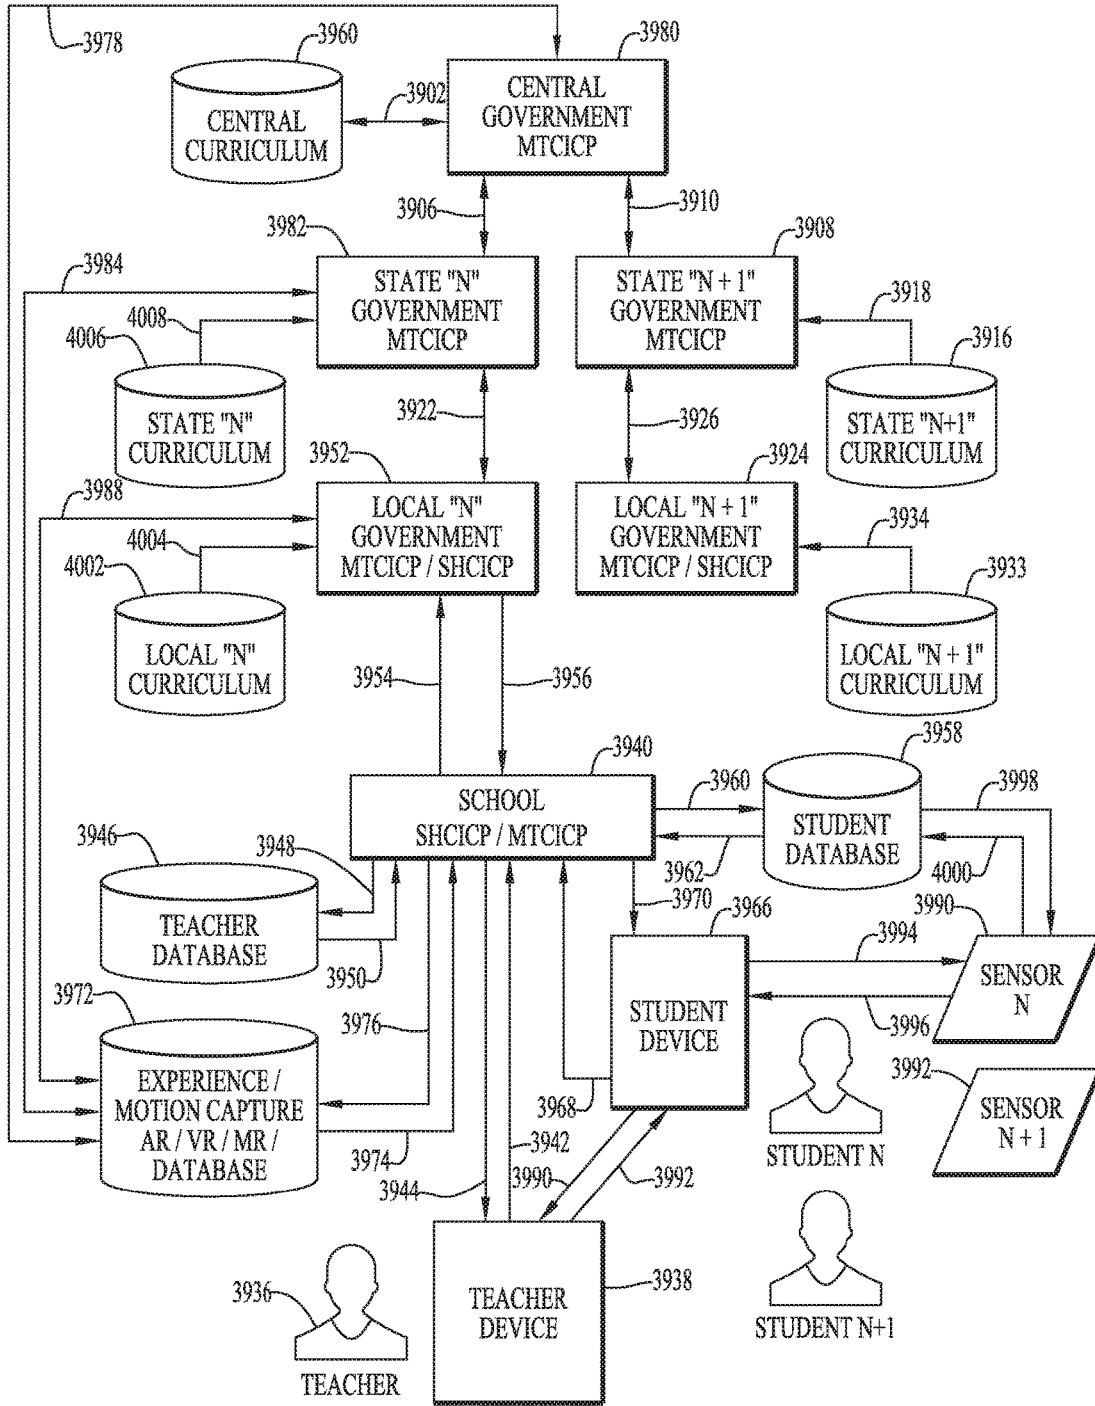 3978
3960
3980
CENTRAL
CURRICULUM
3902
CENTRAL
GOVERNMENT
MTCICP
3906
3910
3982
3908
3984
STATE "N"
GOVERNMENT
MTCICP
STATE "N + 1"
GOVERNMENT
MTCICP
3918
4008
4006
3916
STATE "N"
CURRICULUM
3922
3926
STATE "N+1"
CURRICULUM
3952
3924
3988
LOCAL "N"
GOVERNMENT
MTCICP / SHCICP
LOCAL "N + 1"
GOVERNMENT
MTCICP / SHCICP
3934
4004
4002
3933
LOCAL "N"
CURRICULUM
3954
3956
LOCAL "N + 1"
CURRICULUM
3940
3958
SCHOOL
SHCICP / MTCICP
3960
3962
STUDENT
DATABASE
3998
4000
3946
3948
3970
3966
3990
TEACHER
DATABASE
3950
3994
3996
STUDENT
DEVICE
SENSOR
N
3972
3976
3992
EXPERIENCE /
MOTION CAPTURE
AR / VR / MR /
DATABASE
3974
3968
STUDENT N
SENSOR
N + 1
3944
3942
3990
3992
3936
TEACHER
TEACHER
DEVICE
3938
STUDENT N+1